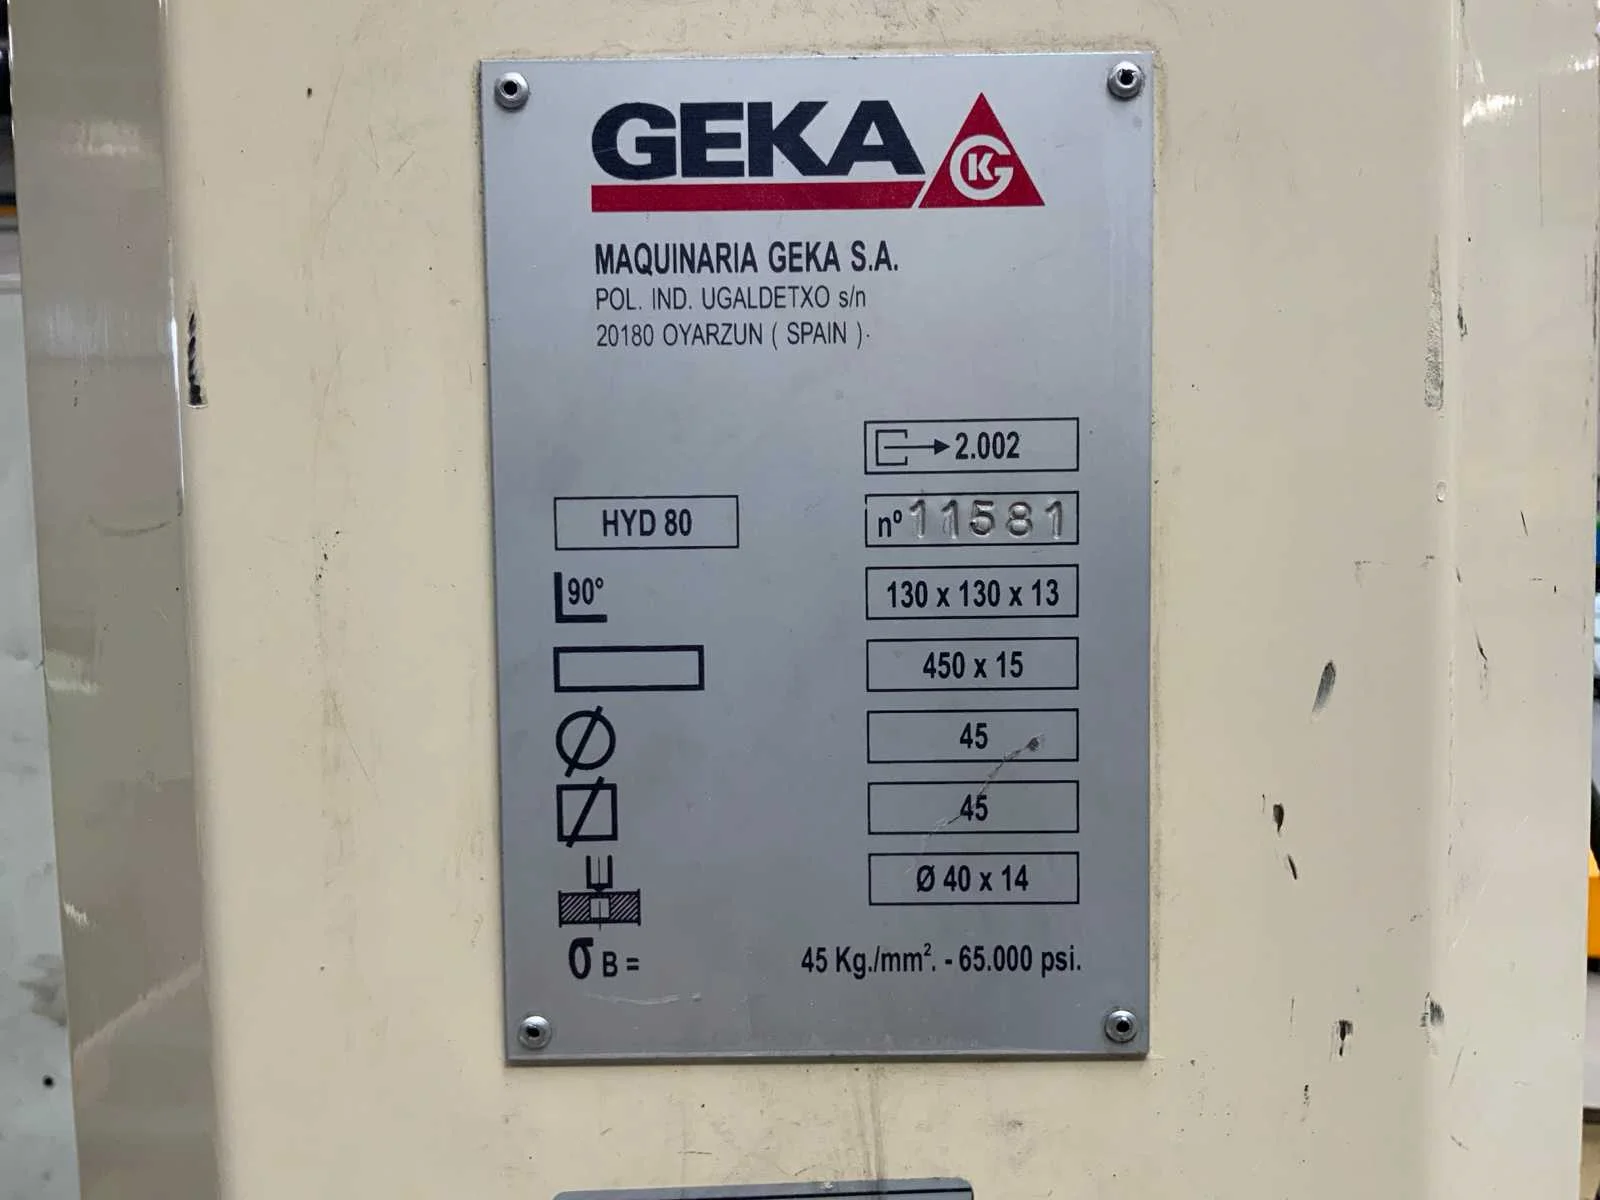 GEKA
GK
MAQUINARIA GEKA S.A.
POL. IND. UGALDETXO s/n
20180 OYARZUN ( SPAIN ).
2.002
HYD 80
nº 11581
90° 130 x 130 x 13
450 x 15
45
45
Ø 40 x 14
σ B = 45 Kg./mm². - 65.000 psi.